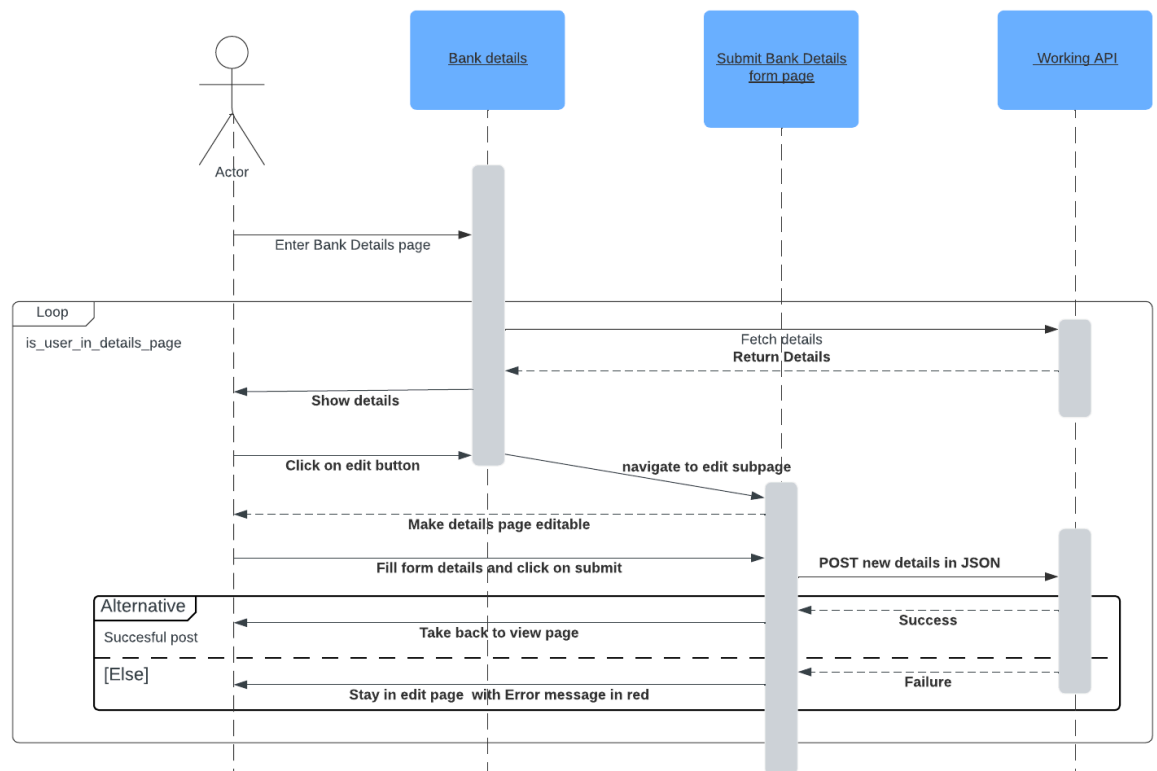 Bank details
Submit Bank Details
form page
Working API
Actor
Enter Bank Details page
Loop
is_user_in_details_page
Fetch details
Return Details
Show details
Click on edit button
navigate to edit subpage
Make details page editable
Fill form details and click on submit
POST new details in JSON
Alternative
Succesful post
Success
Take back to view page
[Else]
Failure
Stay in edit page with Error message in red